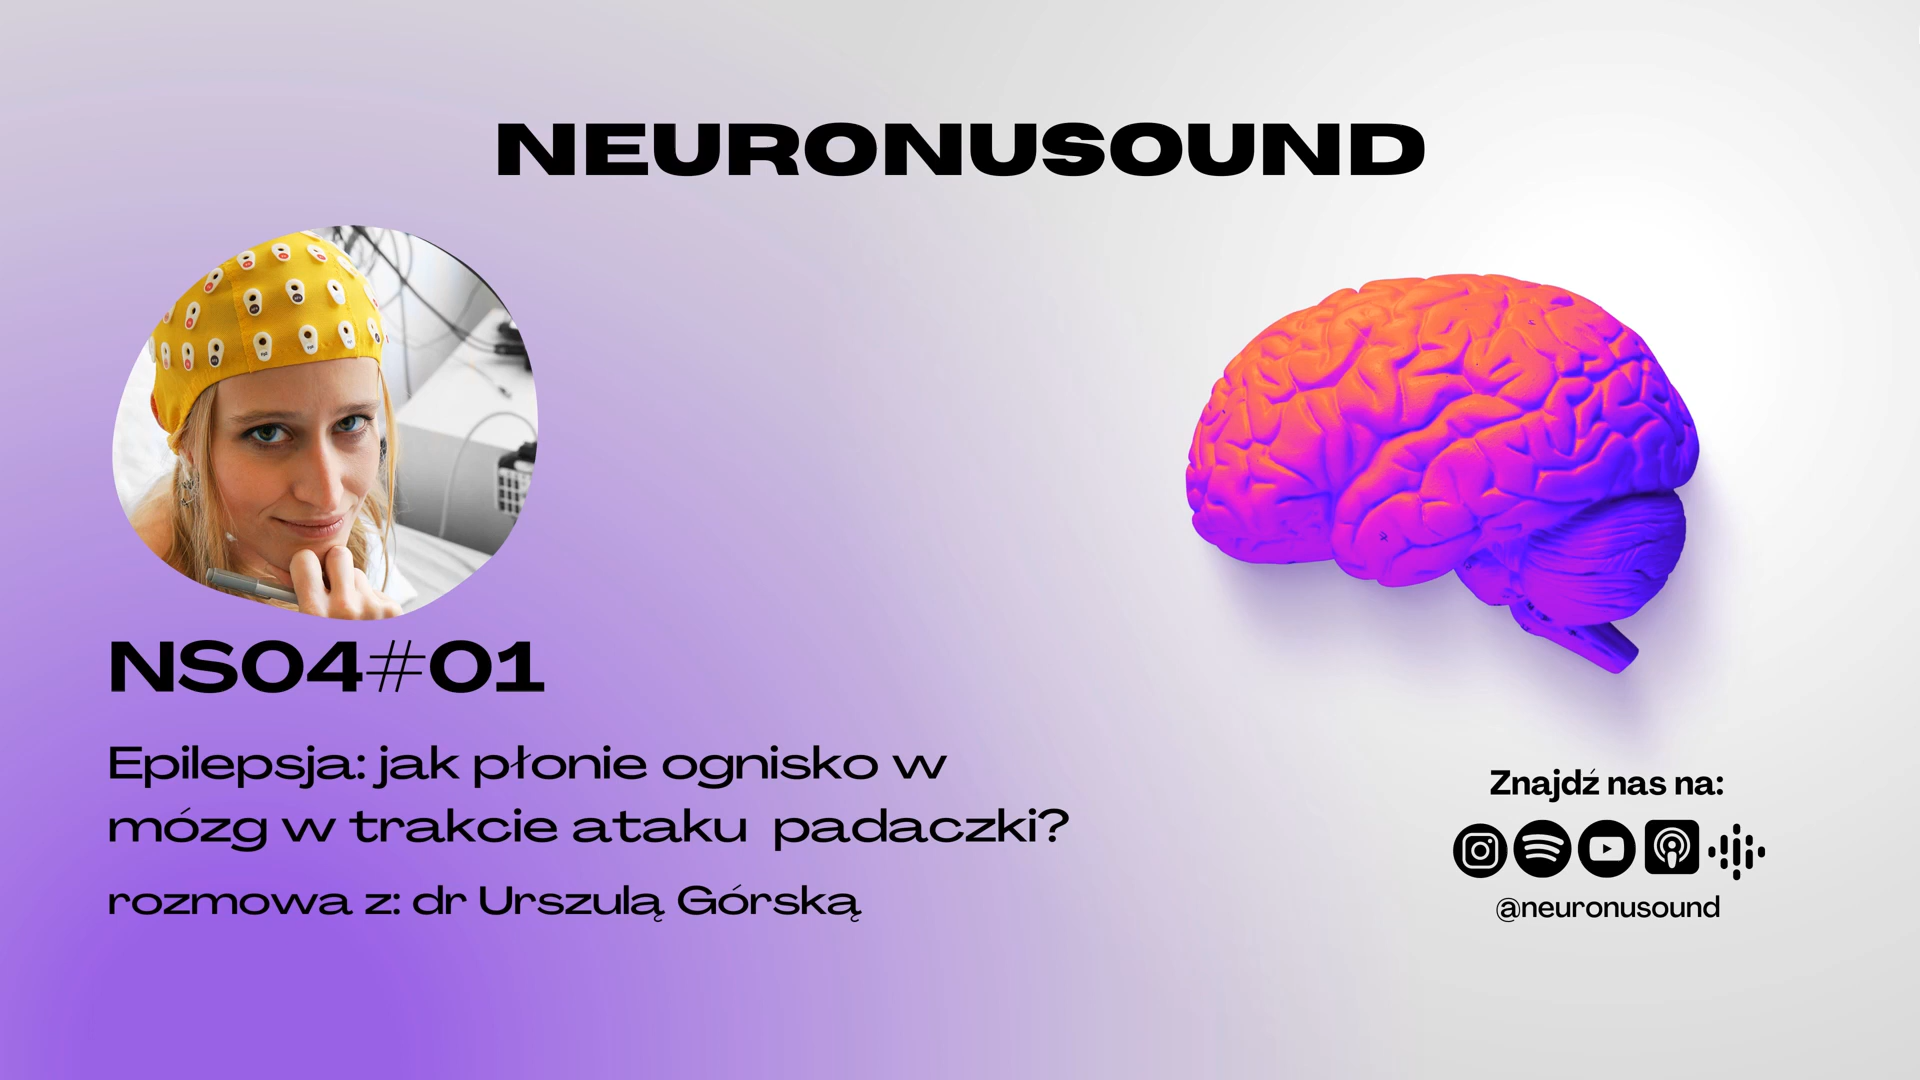 NEURONUSOUND
NS04#01
Epilepsja: jak płonie ognisko w
mózg w trakcie ataku padaczki?
rozmowa z: dr Urszulą Górską
Znajdź nas na:
@neuronusound